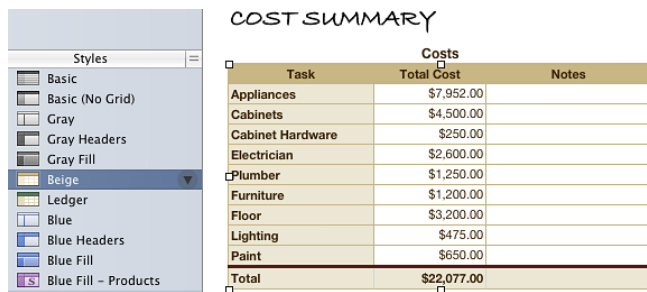 COST SUMMARY
Styles
Basic
Basic (No Grid)
Gray
Gray Headers
Gray Fill
Beige
Ledger
Blue
Blue Headers
Blue Fill
S Blue Fill – Products
Costs
Task Total Cost Notes
Appliances $7,952.00
Cabinets $4,500.00
Cabinet Hardware $250.00
Electrician $2,600.00
Plumber $1,250.00
Furniture $1,200.00
Floor $3,200.00
Lighting $475.00
Paint $650.00
Total $22,077.00